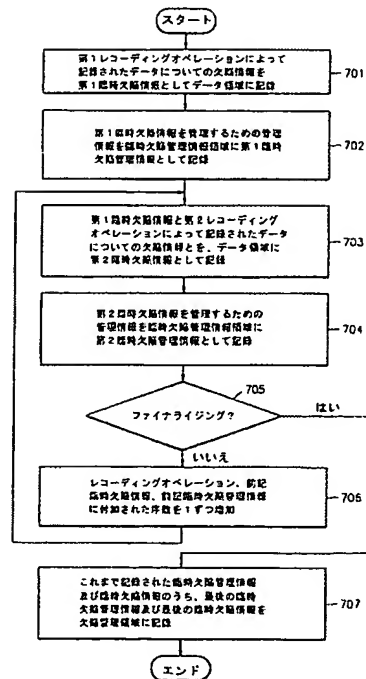 スタート
第1レコーディングオペレーションによって
記録されたデータについての欠陥情報を
第1臨時欠陥情報としてデータ領域に記録
701
第1臨時欠陥情報を管理するための管理
情報を臨時欠陥管理情報領域に第1臨時
欠陥管理情報として記録
702
第1臨時欠陥情報と第2レコーディング
オペレーションによって記録されたデータ
についての欠陥情報とを、データ領域に
第2臨時欠陥情報として記録
703
第2臨時欠陥情報を管理するための
管理情報を臨時欠陥管理情報領域に
第2臨時欠陥管理情報として記録
704
705
ファイナライジング?
はい
いいえ
レコーディングオペレーション、前記
臨時欠陥情報、前記臨時欠陥管理情報
に付加された序数を1ずつ増加
706
これまで記録された臨時欠陥管理情報
及び臨時欠陥情報のうち、最後の臨時
欠陥管理情報及び最後の臨時欠陥情報を
欠陥管理領域に記録
707
エンド